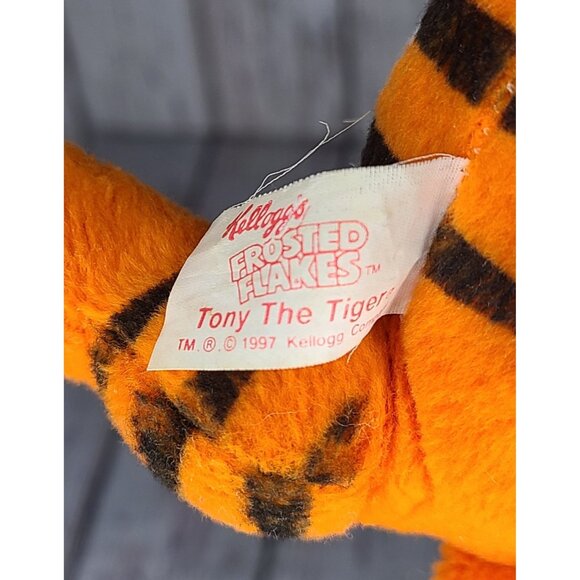 Kellogg's
FROSTED
FLAKES™
Tony The Tiger
TM.®.© 1997 Kellogg